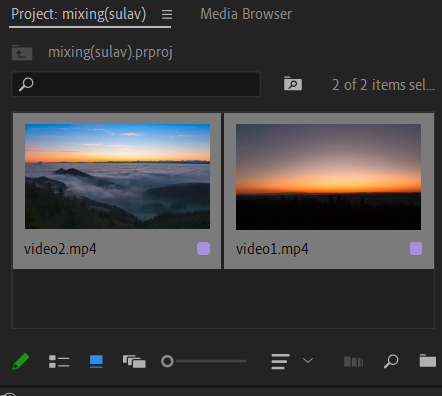 Project: mixing(sulav)
Media Browser
mixing(sulav).prproj
2 of 2 items sel...
video2.mp4
video1.mp4